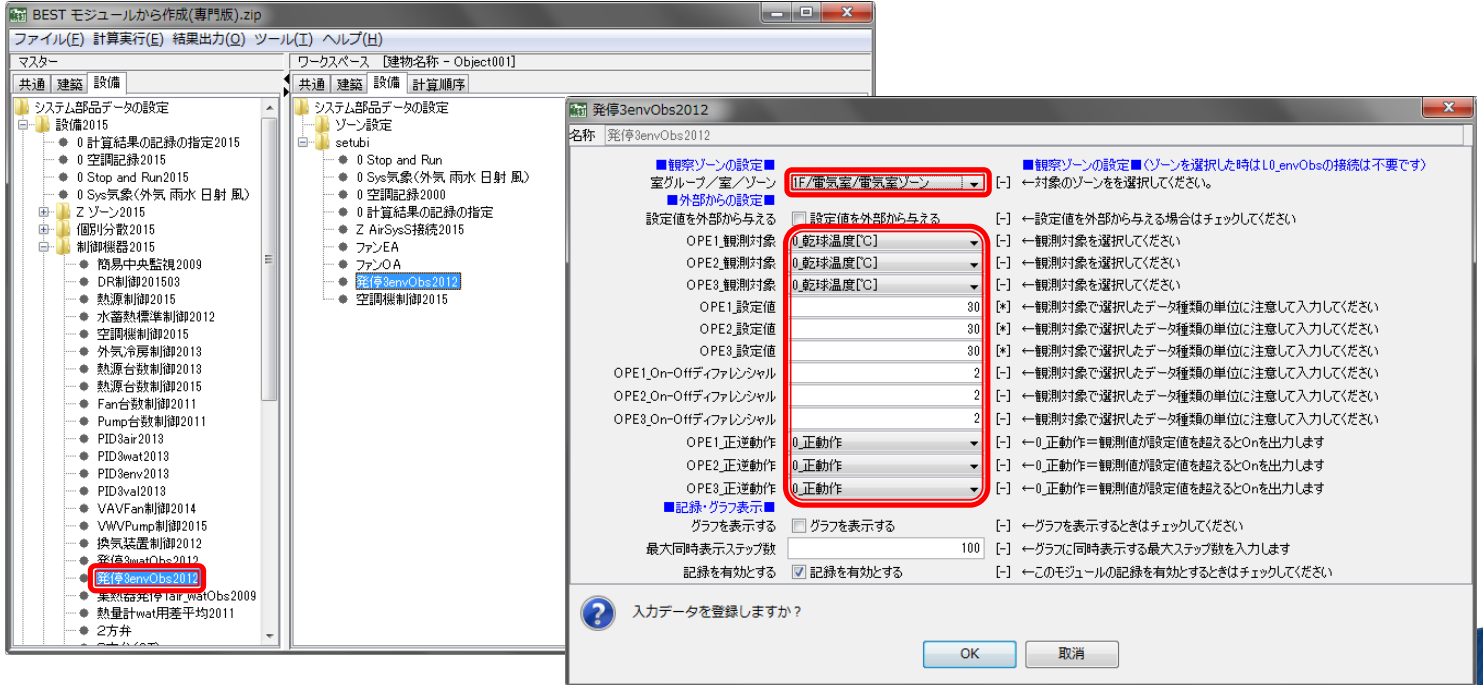 BEST モジュールから作成(専門版).zip
ファイル(F) 計算実行(E) 結果出力(O) ツール(T) ヘルプ(H)
マスター
共通 建築 設備
システム部品データの設定
設備2015
0 計算結果の記録の指定2015
0 空調記録2015
0 Stop and Run2015
0 Sys気象(外気 雨水 日射 風)
Z ゾーン2015
個別分散2015
制御機器2015
簡易中央監視2009
DR制御201503
熱源制御2015
水蓄熱標準制御2012
空調機制御2015
外気冷房制御2013
熱源台数制御2013
熱源台数制御2015
Fan台数制御2011
Pump台数制御2011
PID3air2013
PID3wat2013
PID3env2013
PID3val2013
VAVFan制御2014
VWVPump制御2015
換気装置制御2012
発停3watObs2012
発停3envObs2012
集熱器発停1air_watObs2009
熱量計wat用差平均2011
2方弁
ワークスペース [建物名称 - Object001]
共通 建築 設備 計算順序
システム部品データの設定
ゾーン設定
setubi
0 Stop and Run
0 Sys気象(外気 雨水 日射 風)
0 空調記録2000
0 計算結果の記録の指定
Z AirSysS接続2015
ファンEA
ファンOA
発停3envObs2012
空調機制御2015
発停3envObs2012
名称 発停3envObs2012
■観察ゾーンの設定■ ■観察ゾーンの設定■(ゾーンを選択した時はL0_envObsの接続は不要です)
室グループ/室/ゾーン 1F/電気室/電気室ゾーン [-] ←対象のゾーンをを選択してください。
■外部からの設定■
設定値を外部から与える 設定値を外部から与える [-] ←設定値を外部から与える場合はチェックしてください
OPE1_観測対象 0_乾球温度[℃] [-] ←観測対象を選択してください
OPE2_観測対象 0_乾球温度[℃] [-] ←観測対象を選択してください
OPE3_観測対象 0_乾球温度[℃] [-] ←観測対象を選択してください
OPE1_設定値 30 [*] ←観測対象で選択したデータ種類の単位に注意して入力してください
OPE2_設定値 30 [*] ←観測対象で選択したデータ種類の単位に注意して入力してください
OPE3_設定値 30 [*] ←観測対象で選択したデータ種類の単位に注意して入力してください
OPE1_On-Offディファレンシャル 2 [-] ←観測対象で選択したデータ種類の単位に注意して入力してください
OPE2_On-Offディファレンシャル 2 [-] ←観測対象で選択したデータ種類の単位に注意して入力してください
OPE3_On-Offディファレンシャル 2 [-] ←観測対象で選択したデータ種類の単位に注意して入力してください
OPE1_正逆動作 0_正動作 [-] ←0_正動作=観測値が設定値を超えるとOnを出力します
OPE2_正逆動作 0_正動作 [-] ←0_正動作=観測値が設定値を超えるとOnを出力します
OPE3_正逆動作 0_正動作 [-] ←0_正動作=観測値が設定値を超えるとOnを出力します
■記録・グラフ表示■
グラフを表示する グラフを表示する [-] ←グラフを表示するときはチェックしてください
最大同時表示ステップ数 100 [-] ←グラフに同時表示する最大ステップ数を入力します
記録を有効とする 記録を有効とする [-] ←このモジュールの記録を有効とするときはチェックしてください
入力データを登録しますか?
OK 取消